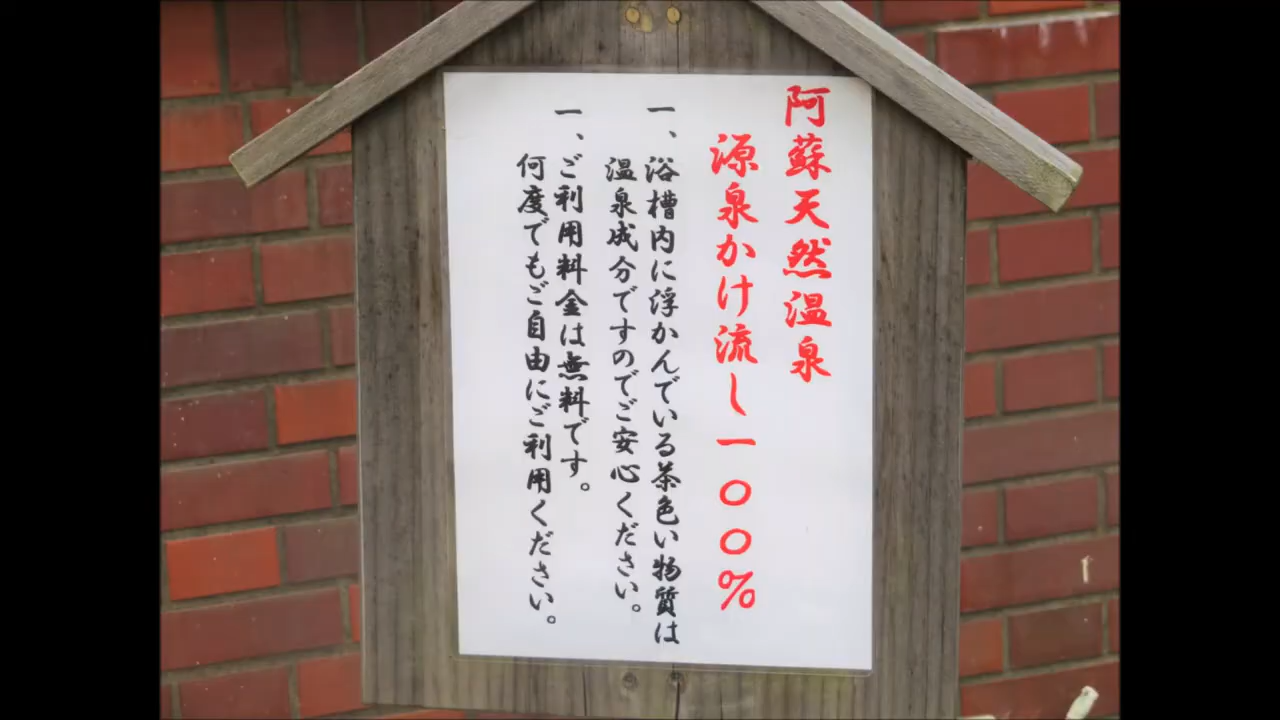 阿蘇天然温泉
源泉かけ流し一〇〇%
一、浴槽内に浮かんでいる茶色い物質は
温泉成分ですのでご安心ください。
一、ご利用料金は無料です。
何度でもご自由にご利用ください。